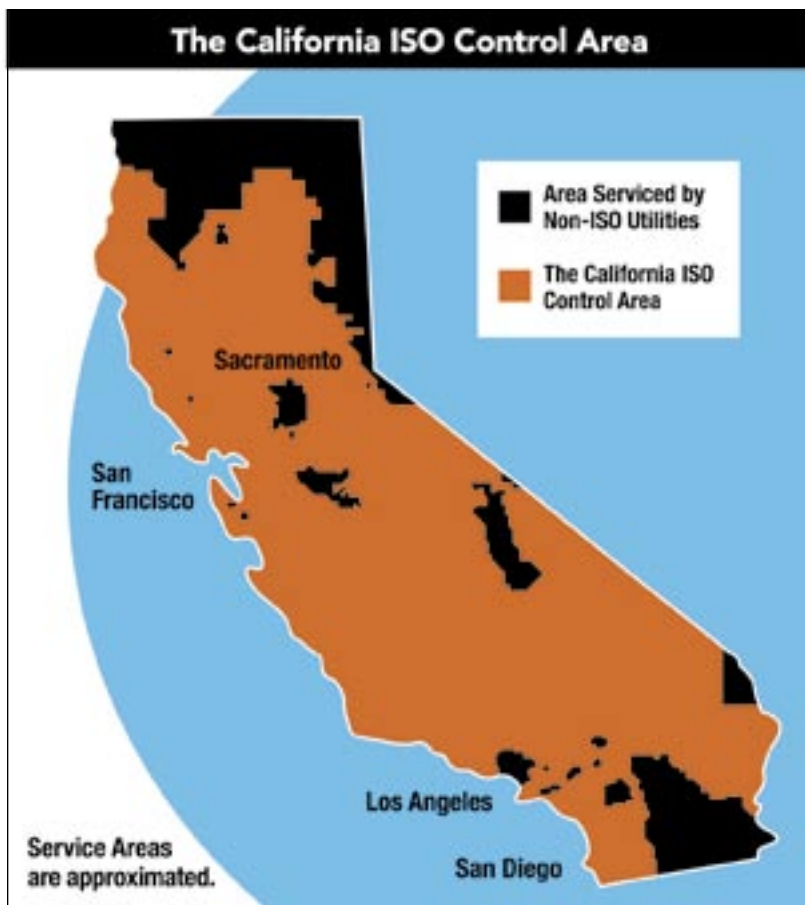 The California ISO Control Area
Area Serviced by
Non-ISO Utilities
The California ISO
Control Area
Sacramento
San
Francisco
Los Angeles
San Diego
Service Areas
are approximated.